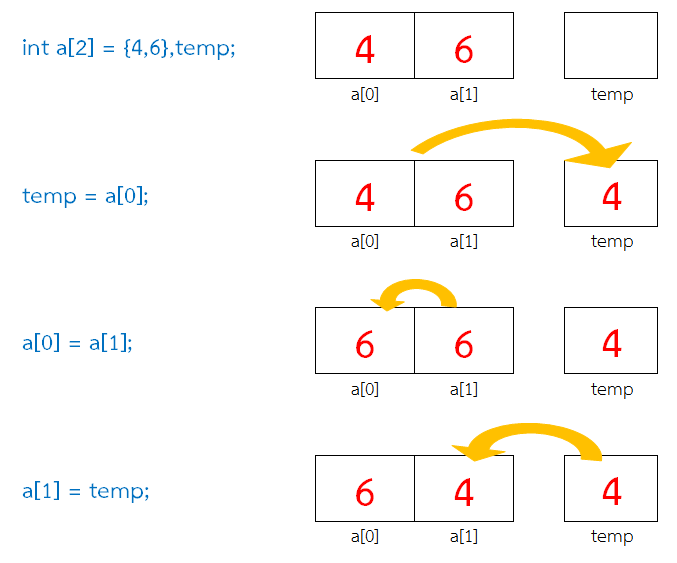 int a[2] = {4,6},temp;
4 6
a[0] a[1] temp
temp = a[0];
4 6 4
a[0] a[1] temp
a[0] = a[1];
6 6 4
a[0] a[1] temp
a[1] = temp;
6 4 4
a[0] a[1] temp